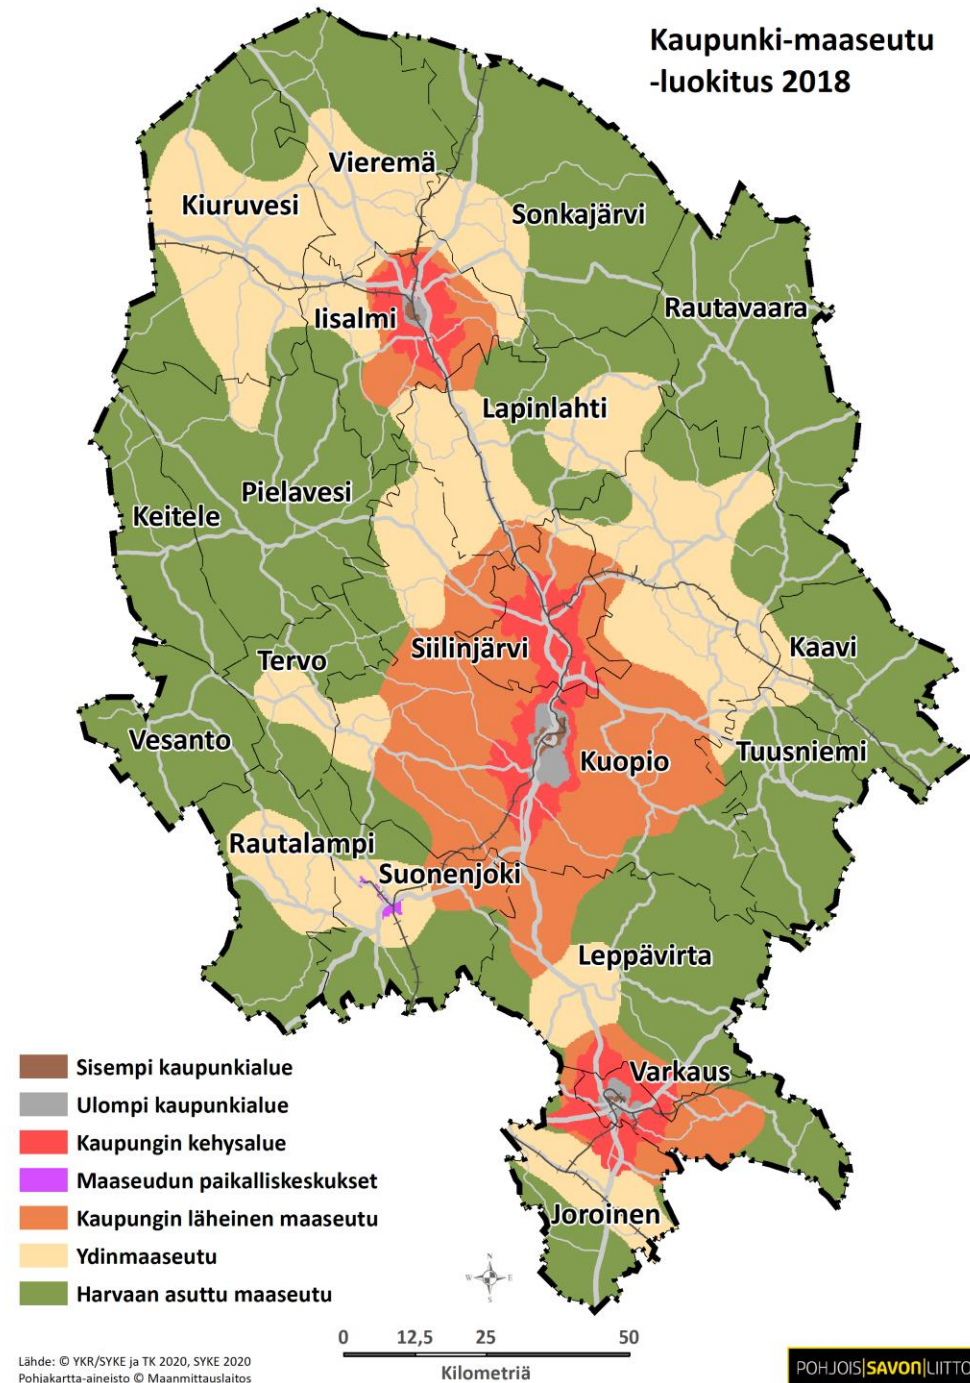 Kaupunki-maaseutu
-luokitus 2018
Vieremä
Kiuruvesi
Sonkajärvi
Rautavaara
Iisalmi
Lapinlahti
Pielavesi
Keitele
Siilinjärvi
Kaavi
Tervo
Vesanto
Tuusniemi
Kuopio
Rautalampi
Suonenjoki
Leppävirta
Varkaus
Joroinen
Sisempi kaupunkialue
Ulompi kaupunkialue
Kaupungin kehysalue
Maaseudun paikalliskeskukset
Kaupungin läheinen maaseutu
Ydinmaaseutu
Harvaan asuttu maaseutu
N
W E
S
0 12,5 25 50
Kilometriä
Lähde: © YKR/SYKE ja TK 2020, SYKE 2020
Pohjakartta-aineisto © Maanmittauslaitos
POHJOIS|SAVON|LIITTO